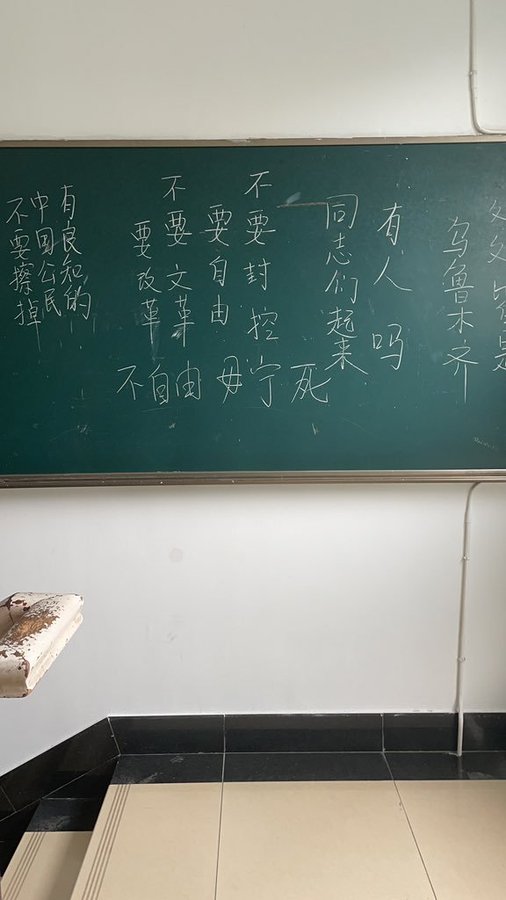 乌鲁木齐
有人吗
同志们起来
不要封控
要自由
不要文革
要改革
不自由毋宁死
有良知的
中国公民
不要擦掉